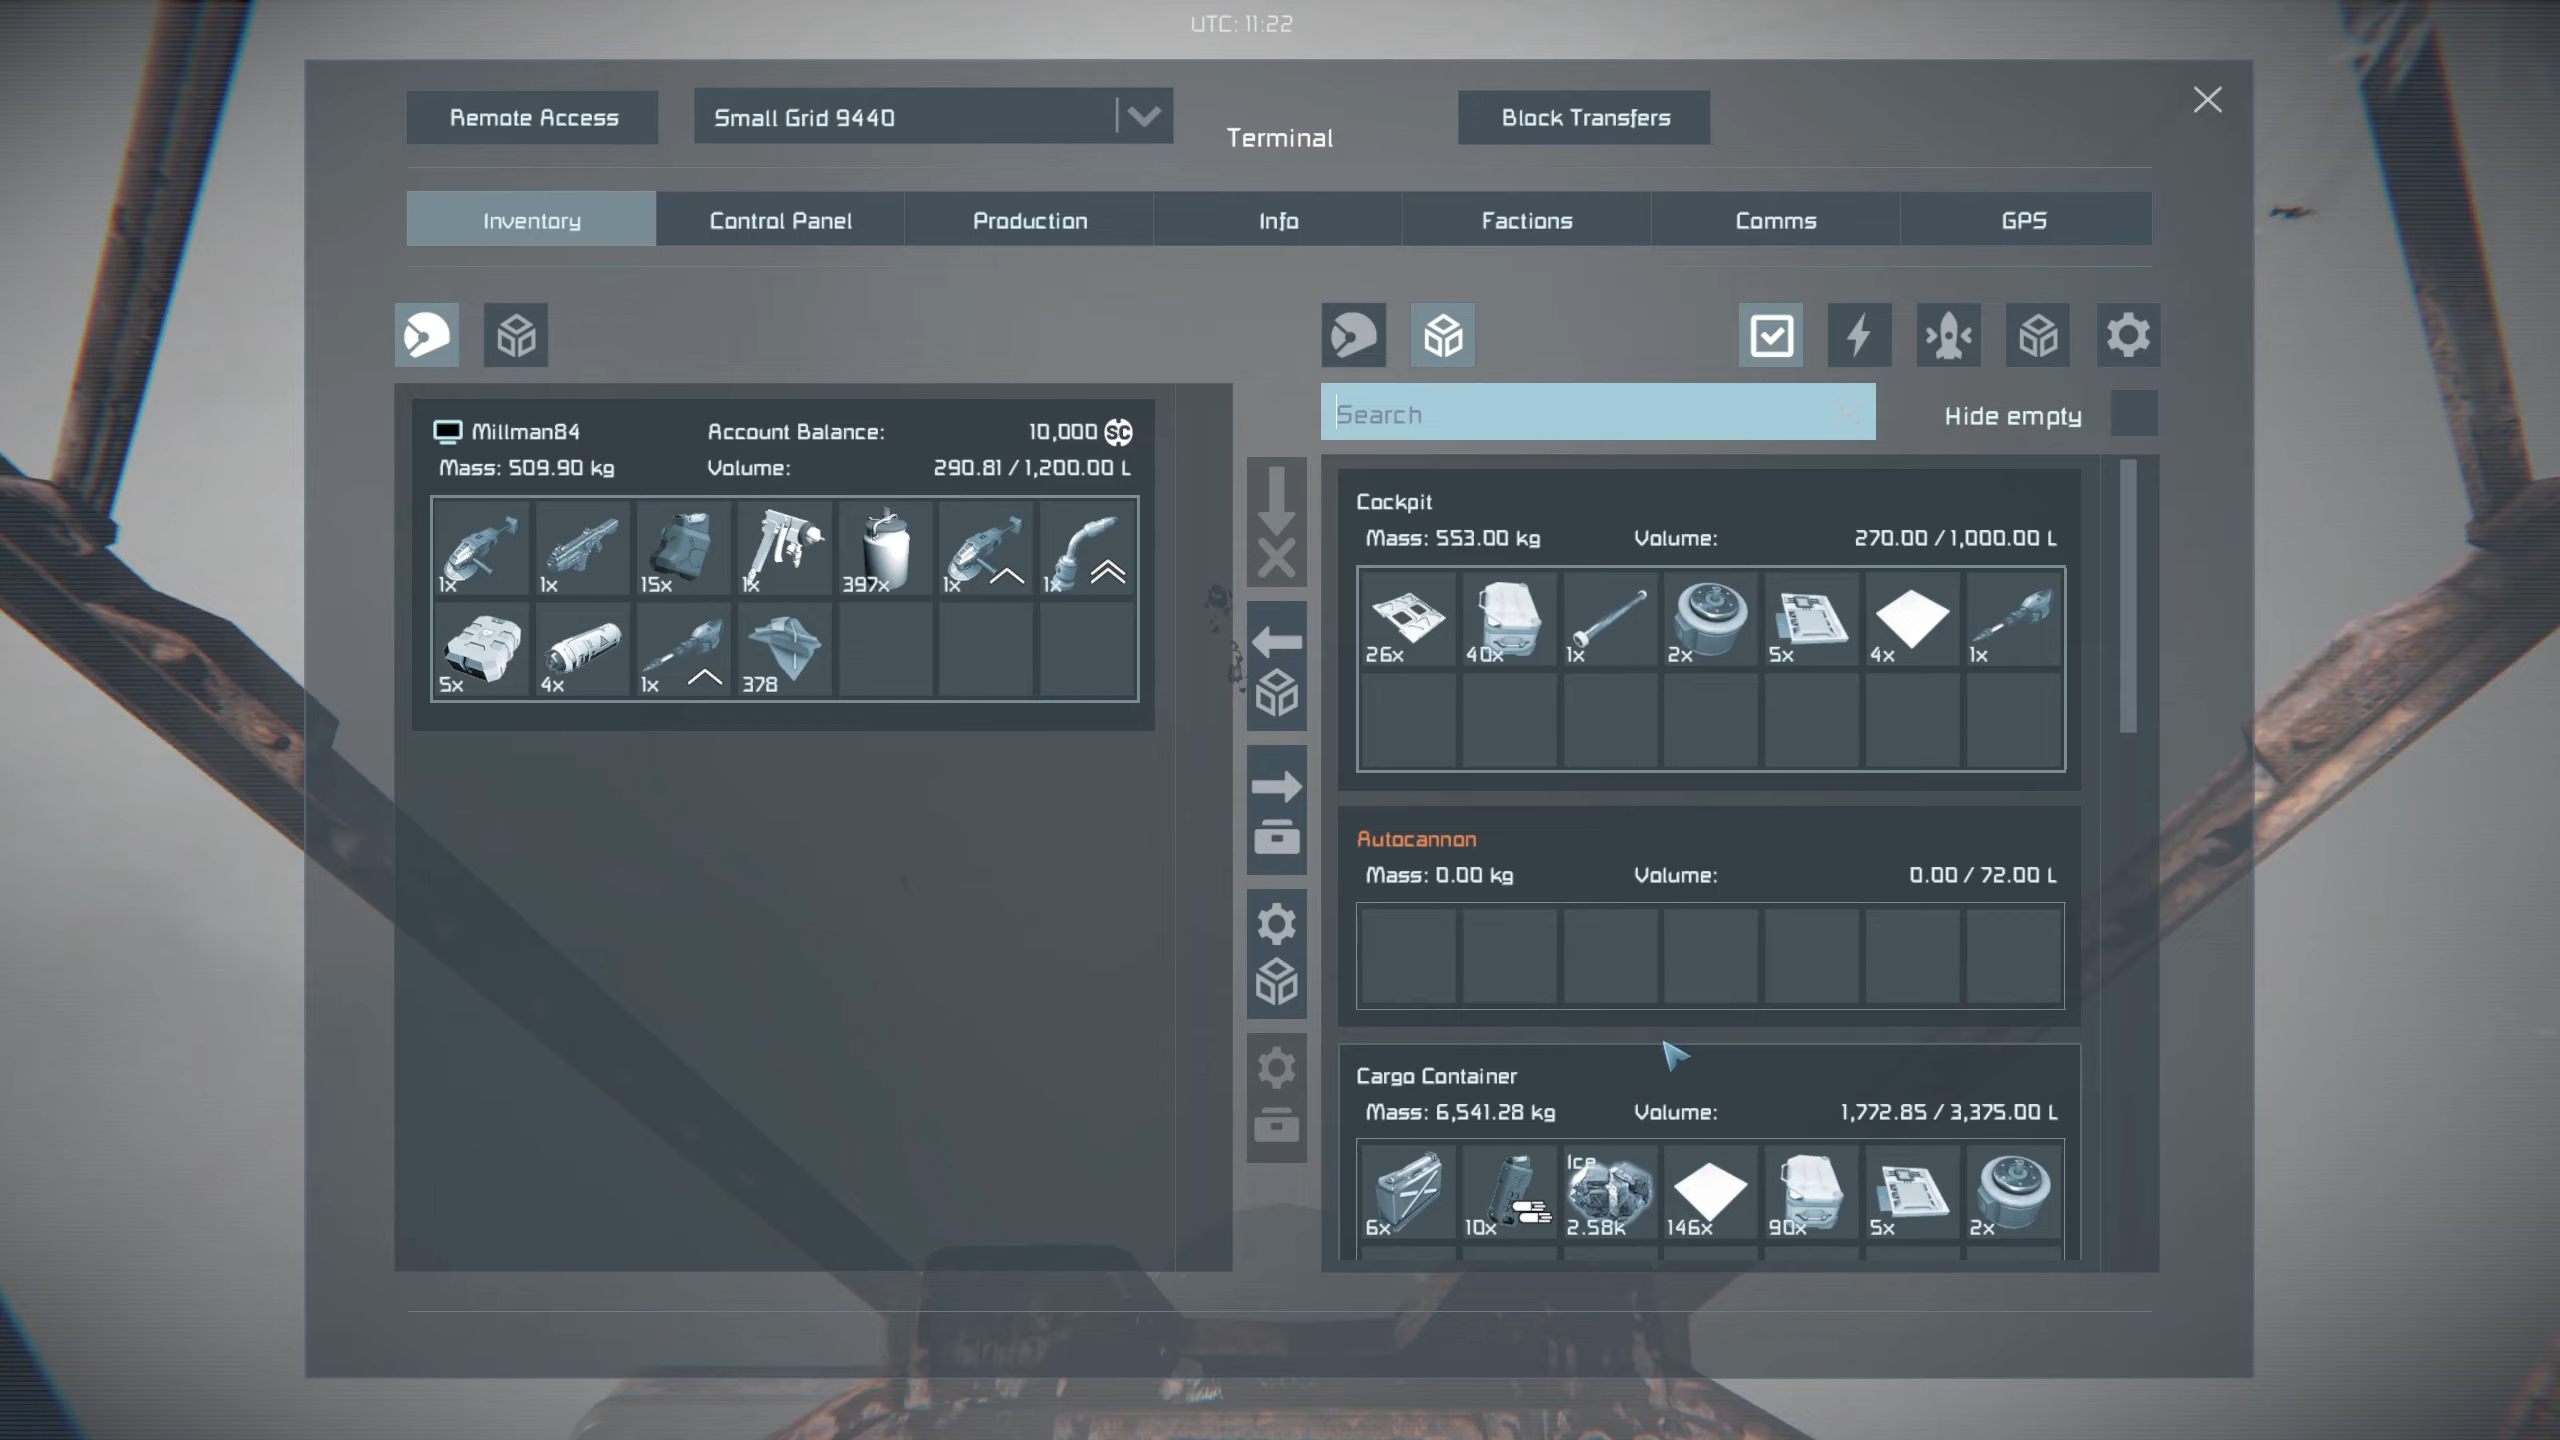 UTC: 11:22
Remote Access
Small Grid 9440
Terminal
Block Transfers
Inventory
Control Panel
Production
Info
Factions
Comms
GPS
Search
Hide empty
Millman84
Account Balance:
10,000 SC
Mass: 509.90 kg
Volume:
290.81 / 1,200.00 L
1x
1x
15x
1x
397x
1x
1x
5x
4x
1x
378
Cockpit
Mass: 553.00 kg
Volume:
270.00 / 1,000.00 L
26x
40x
1x
2x
5x
4x
1x
Autocannon
Mass: 0.00 kg
Volume:
0.00 / 72.00 L
Cargo Container
Mass: 6,541.28 kg
Volume:
1,772.85 / 3,375.00 L
Ice
6x
10x
2.58k
146x
90x
5x
2x